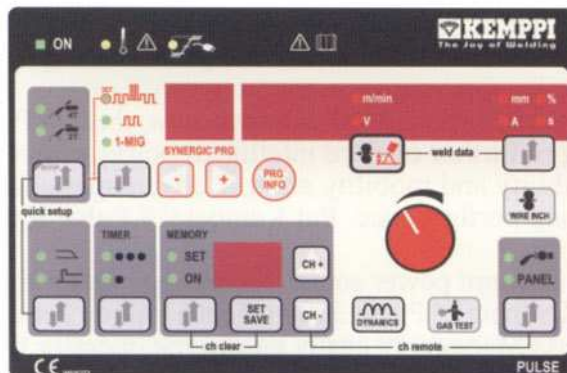 ON
KEMPPI
The Joy of Welding
4T
2T
SET
1-MIG
SYNERGIC PRG
- +
PRG
INFO
m/min mm %
V A s
weld data
WIRE INCH
quick setup
TIMER
MEMORY
SET
ON
CH +
SET
SAVE
CH -
ch clear
DYNAMICS
GAS TEST
PANEL
ch remote
CE
PULSE